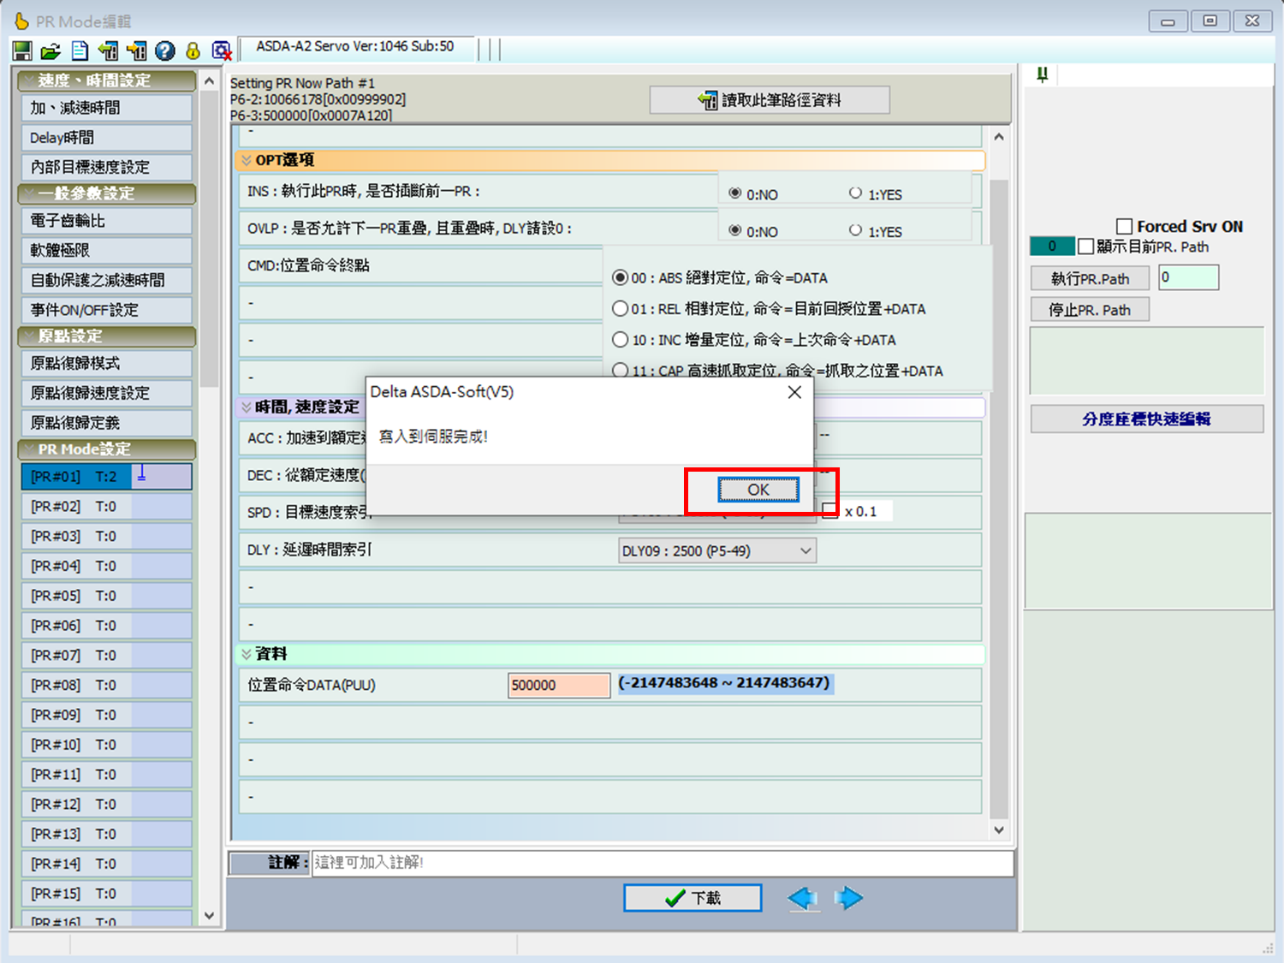 PR Mode編輯
ASDA-A2 Servo Ver:1046 Sub:50
速度、時間設定
加、減速時間
Delay時間
內部目標速度設定
一般參數設定
電子齒輪比
軟體極限
自動保護之減速時間
事件ON/OFF設定
原點設定
原點復歸模式
原點復歸速度設定
原點復歸定義
PR Mode設定
[PR#01] T:2
[PR#02] T:0
[PR#03] T:0
[PR#04] T:0
[PR#05] T:0
[PR#06] T:0
[PR#07] T:0
[PR#08] T:0
[PR#09] T:0
[PR#10] T:0
[PR#11] T:0
[PR#12] T:0
[PR#13] T:0
[PR#14] T:0
[PR#15] T:0
[PR#16] T:0
Setting PR Now Path #1
P6-2:10066178[0x00999902]
P6-3:500000[0x0007A120]
讀取此筆路徑資料
-
OPT選項
INS : 執行此PR時, 是否插斷前一PR :
0:NO 1:YES
OVLP : 是否允許下一PR重疊, 且重疊時, DLY請設0 :
0:NO 1:YES
CMD:位置命令終點
00 : ABS 絕對定位, 命令=DATA
01 : REL 相對定位, 命令=目前回授位置+DATA
10 : INC 增量定位, 命令=上次命令+DATA
11 : CAP 高速抓取定位, 命令=抓取之位置+DATA
-
-
-
時間, 速度設定
ACC : 加速到額定
--
DEC : 從額定速度(
SPD : 目標速度索引
x 0.1
DLY : 延遲時間索引
DLY09 : 2500 (P5-49)
-
-
資料
位置命令DATA(PUU)
500000
(-2147483648 ~ 2147483647)
-
-
-
註解 :
這裡可加入註解!
下載
Delta ASDA-Soft(V5)
寫入到伺服完成!
OK
Forced Srv ON
0
顯示目前PR. Path
執行PR.Path
0
停止PR. Path
分度座標快速編輯